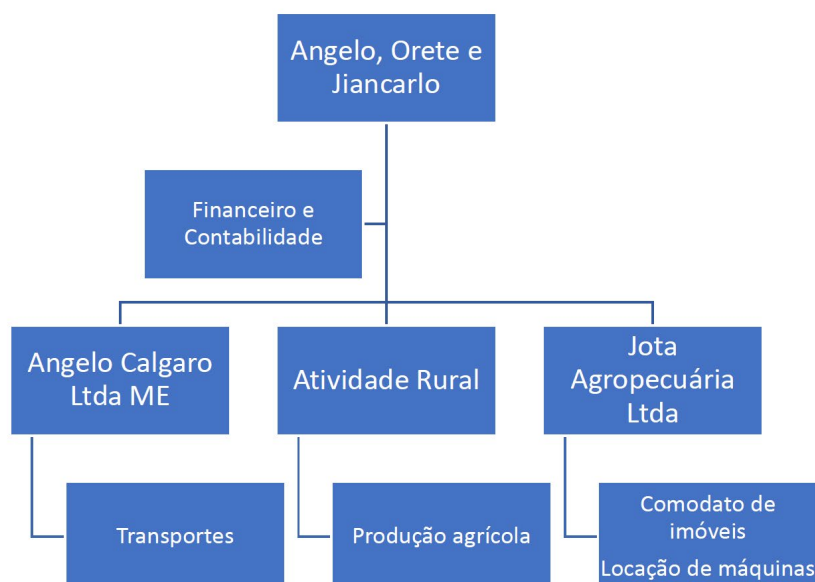 Angelo, Orete e
Jiancarlo
Financeiro e
Contabilidade
Angelo Calgaro
Ltda ME
Atividade Rural
Jota
Agropecuária
Ltda
Transportes
Produção agrícola
Comodato de
imóveis
Locação de máquinas